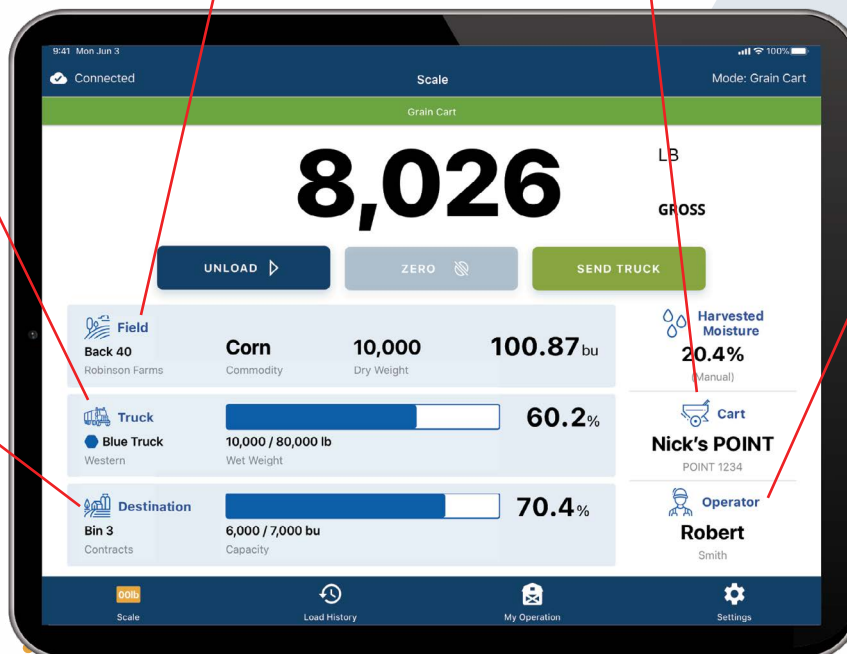 9:41 Mon Jun 3
100%
Connected
Scale
Mode: Grain Cart
Grain Cart
8,026
LB
GROSS
UNLOAD
ZERO
SEND TRUCK
Field
Back 40
Robinson Farms
Corn
Commodity
10,000
Dry Weight
100.87 bu
Harvested
Moisture
20.4%
(Manual)
Truck
Blue Truck
Western
10,000 / 80,000 lb
Wet Weight
60.2%
Cart
Nick's POINT
POINT 1234
Destination
Bin 3
Contracts
6,000 / 7,000 bu
Capacity
70.4%
Operator
Robert
Smith
00lb
Scale
Load History
My Operation
Settings